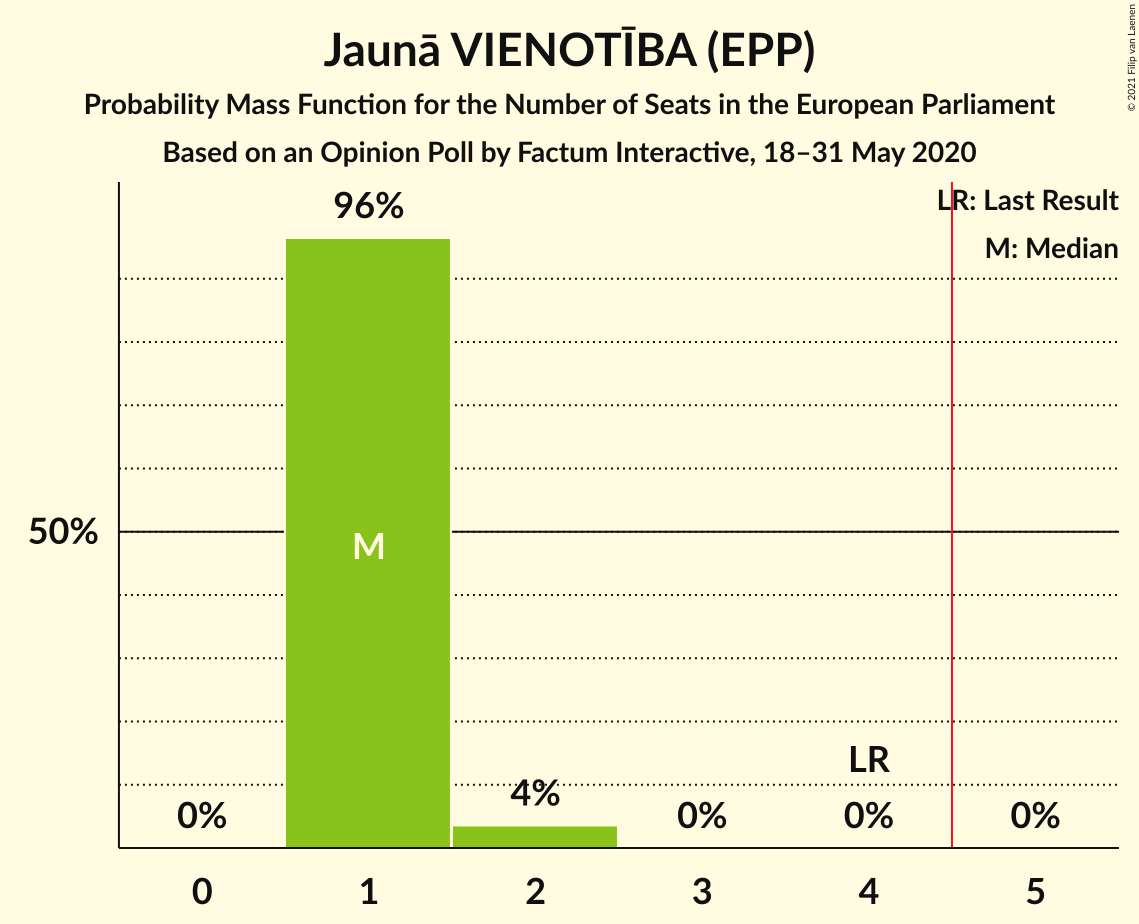 Jaunā VIENOTĪBA (EPP)
Probability Mass Function for the Number of Seats in the European Parliament
Based on an Opinion Poll by Factum Interactive, 18–31 May 2020
© 2021 Filip van Laenen
LR: Last Result
M: Median
96%
50%
M
LR
0%
4%
0%
0%
0%
0
1
2
3
4
5